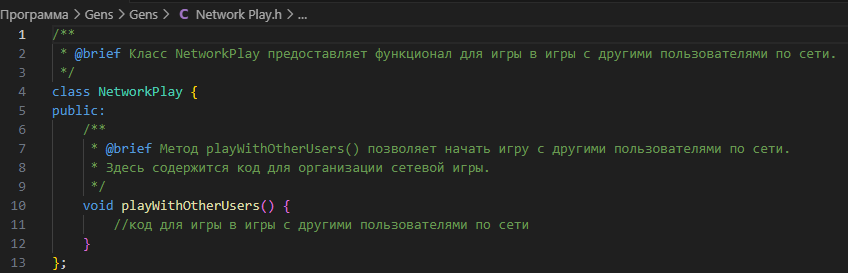 Программа > Gens > Gens > C Network Play.h > ...
1 /**
2 * @brief Класс NetworkPlay предоставляет функционал для игры в игры с другими пользователями по сети.
3 */
4 class NetworkPlay {
5 public:
6 /**
7 * @brief Метод playWithOtherUsers() позволяет начать игру с другими пользователями по сети.
8 * Здесь содержится код для организации сетевой игры.
9 */
10 void playWithOtherUsers() {
11 //код для игры в игры с другими пользователями по сети
12 }
13 };